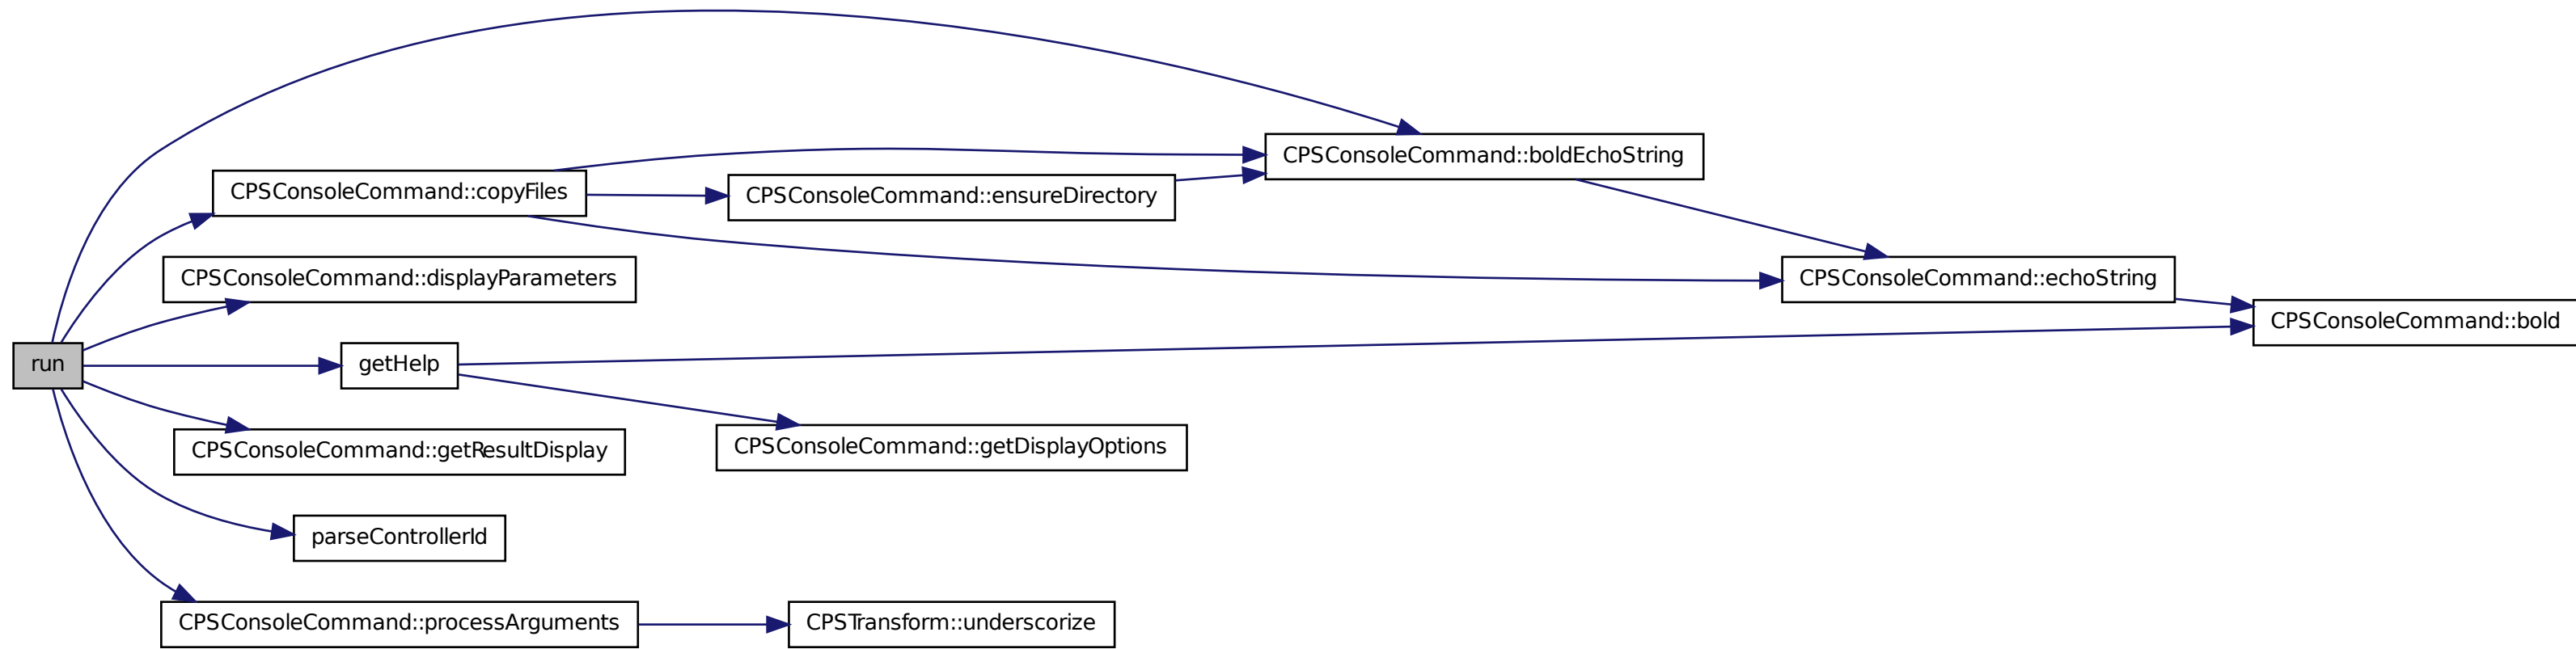 CPSConsoleCommand::boldEchoString
CPSConsoleCommand::copyFiles
CPSConsoleCommand::ensureDirectory
CPSConsoleCommand::displayParameters
CPSConsoleCommand::echoString
CPSConsoleCommand::bold
run
getHelp
CPSConsoleCommand::getResultDisplay
CPSConsoleCommand::getDisplayOptions
parseControllerId
CPSConsoleCommand::processArguments
CPSTransform::underscorize